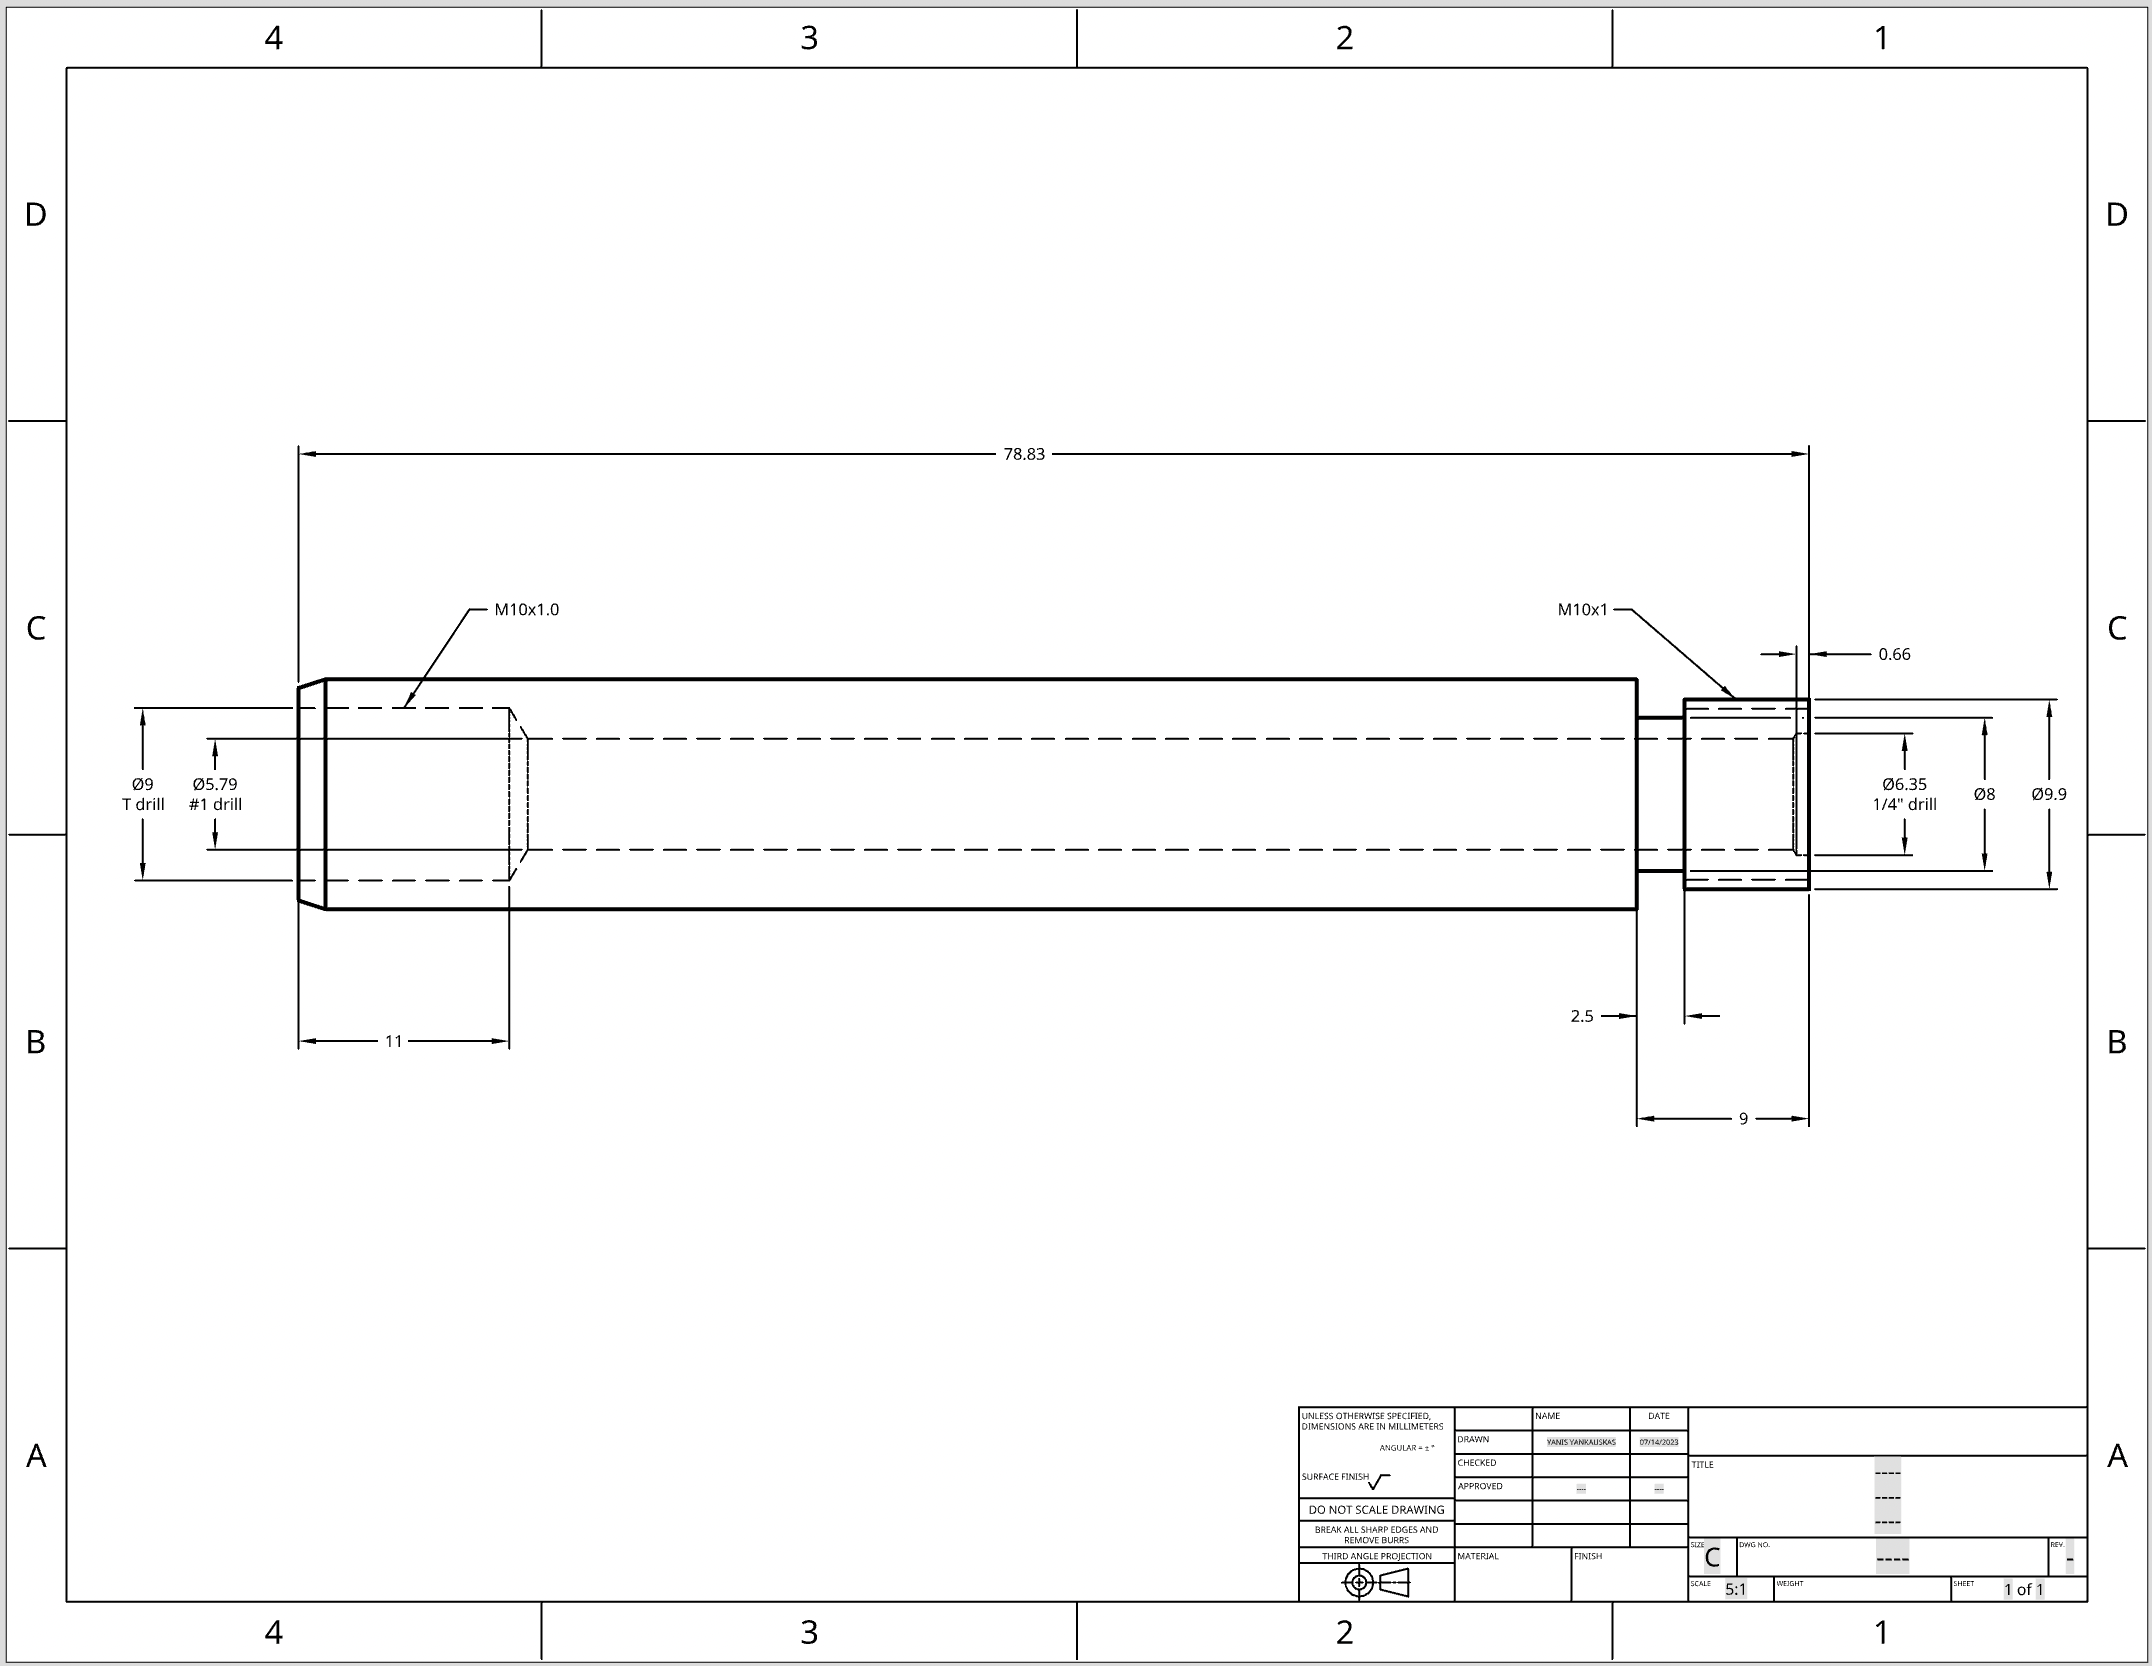 4 3 2 1
D D
78.83
C C
M10x1.0 M10x1
0.66
Ø9
T drill
Ø5.79
#1 drill
Ø6.35
1/4" drill
Ø8
Ø9.9
2.5
11
B B
9
A A
UNLESS OTHERWISE SPECIFIED,
DIMENSIONS ARE IN MILLIMETERS
ANGULAR = ± °
SURFACE FINISH
DO NOT SCALE DRAWING
BREAK ALL SHARP EDGES AND
REMOVE BURRS
THIRD ANGLE PROJECTION
NAME DATE
DRAWN YANIS YANKAUSKAS 07/14/2023
CHECKED
APPROVED ---- ----
MATERIAL FINISH
TITLE
----
----
----
SIZE C DWG NO. ---- REV. -
SCALE 5:1 WEIGHT SHEET 1 of 1
4 3 2 1